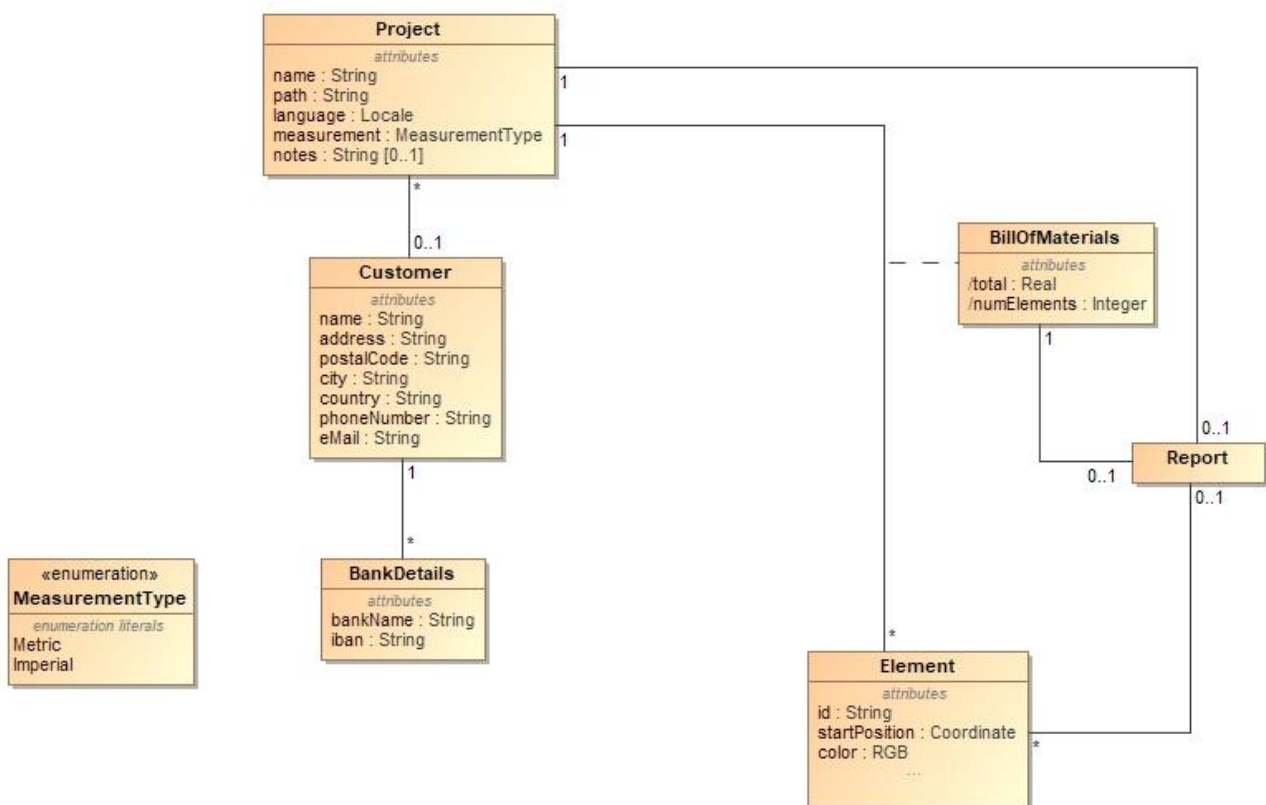 Project
attributes
name : String
path : String
language : Locale
measurement : MeasurementType
notes : String [0..1]
1
1
*
0..1
Customer
attributes
name : String
address : String
postalCode : String
city : String
country : String
phoneNumber : String
eMail : String
1
*
BankDetails
attributes
bankName : String
iban : String
«enumeration»
MeasurementType
enumeration literals
Metric
Imperial
BillOfMaterials
attributes
/total : Real
/numElements : Integer
1
0..1
0..1
Report
0..1
*
Element
attributes
id : String
startPosition : Coordinate
color : RGB
...
*